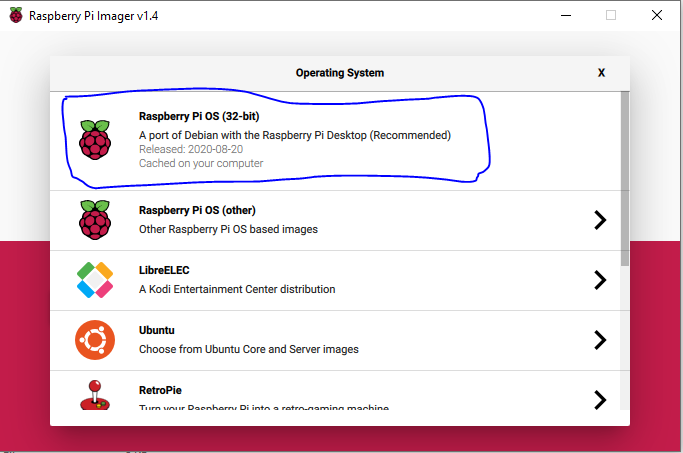 Raspberry Pi Imager v1.4
Operating System
X
Raspberry Pi OS (32-bit)
A port of Debian with the Raspberry Pi Desktop (Recommended)
Released: 2020-08-20
Cached on your computer
Raspberry Pi OS (other)
Other Raspberry Pi OS based images
LibreELEC
A Kodi Entertainment Center distribution
Ubuntu
Choose from Ubuntu Core and Server images
RetroPie
Turn your Raspberry Pi into a retro-gaming machine